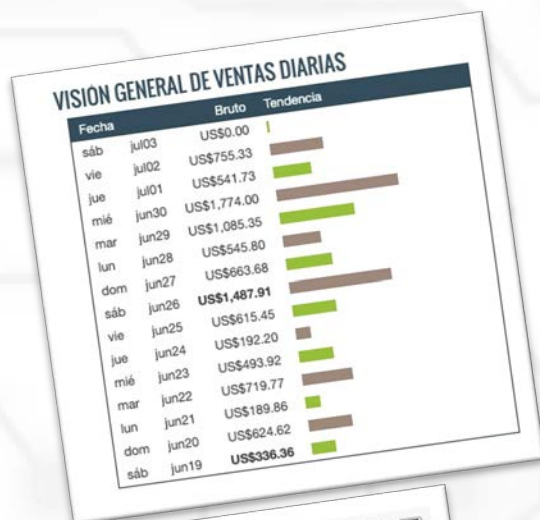 VISIÓN GENERAL DE VENTAS DIARIAS
Fecha Bruto Tendencia
sáb jul03 US$0.00
vie jul02 US$755.33
jue jul01 US$541.73
mié jun30 US$1,774.00
mar jun29 US$1,085.35
lun jun28 US$545.80
dom jun27 US$663.68
sáb jun26 US$1,487.91
vie jun25 US$615.45
jue jun24 US$192.20
mié jun23 US$493.92
mar jun22 US$719.77
lun jun21 US$189.86
dom jun20 US$624.62
sáb jun19 US$336.36